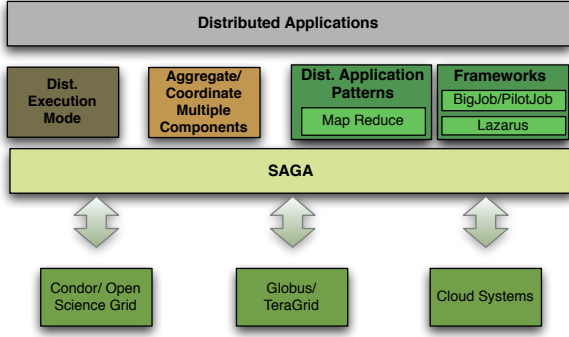 Distributed Applications
Dist.
Execution
Mode
Aggregate/
Coordinate
Multiple
Components
Dist. Application
Patterns
Map Reduce
Frameworks
BigJob/PilotJob
Lazarus
SAGA
Condor/ Open
Science Grid
Globus/
TeraGrid
Cloud Systems